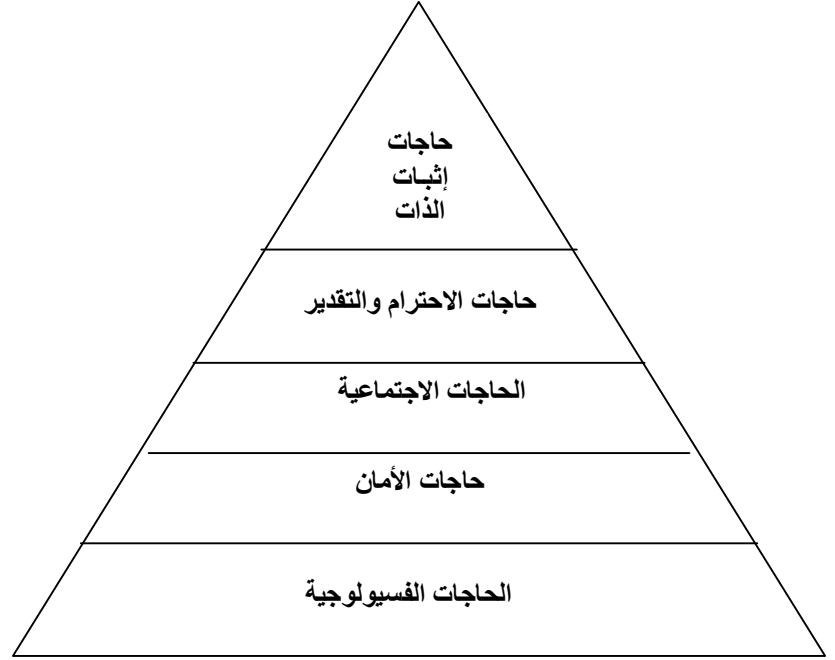 حاجات
إثبات
الذات
حاجات الاحترام والتقدير
الحاجات الاجتماعية
حاجات الأمان
الحاجات الفسيولوجية